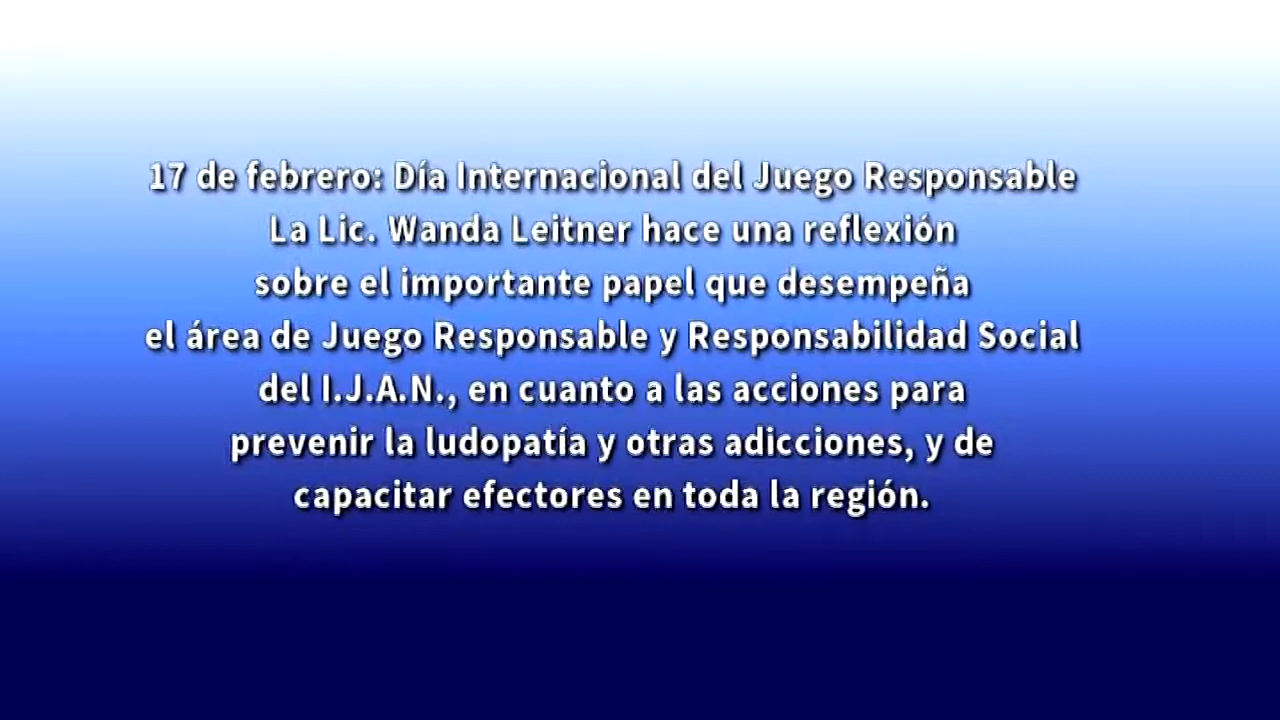 17 de febrero: Día Internacional del Juego Responsable
La Lic. Wanda Leitner hace una reflexión
sobre el importante papel que desempeña
el área de Juego Responsable y Responsabilidad Social
del I.J.A.N., en cuanto a las acciones para
prevenir la ludopatía y otras adicciones, y de
capacitar efectores en toda la región.